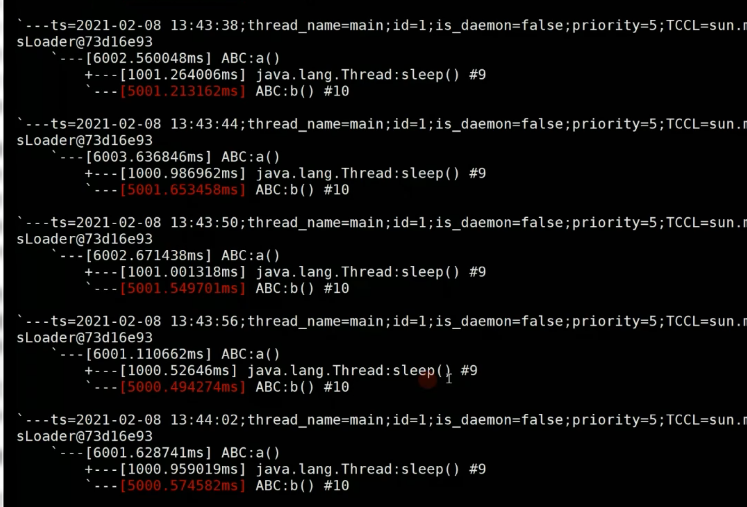 `---ts=2021-02-08 13:43:38;thread_name=main;id=1;is_daemon=false;priority=5;TCCL=sun.m
sLoader@73d16e93
`---[6002.560048ms] ABC:a()
+---[1001.264006ms] java.lang.Thread:sleep() #9
`---[5001.213162ms] ABC:b() #10
`---ts=2021-02-08 13:43:44;thread_name=main;id=1;is_daemon=false;priority=5;TCCL=sun.m
sLoader@73d16e93
`---[6003.636846ms] ABC:a()
+---[1000.986962ms] java.lang.Thread:sleep() #9
`---[5001.653458ms] ABC:b() #10
`---ts=2021-02-08 13:43:50;thread_name=main;id=1;is_daemon=false;priority=5;TCCL=sun.m
sLoader@73d16e93
`---[6002.671438ms] ABC:a()
+---[1001.001318ms] java.lang.Thread:sleep() #9
`---[5001.549701ms] ABC:b() #10
`---ts=2021-02-08 13:43:56;thread_name=main;id=1;is_daemon=false;priority=5;TCCL=sun.m
sLoader@73d16e93
`---[6001.110662ms] ABC:a()
+---[1000.52646ms] java.lang.Thread:sleep() #9
`---[5000.494274ms] ABC:b() #10
`---ts=2021-02-08 13:44:02;thread_name=main;id=1;is_daemon=false;priority=5;TCCL=sun.m
sLoader@73d16e93
`---[6001.628741ms] ABC:a()
+---[1000.959019ms] java.lang.Thread:sleep() #9
`---[5000.574582ms] ABC:b() #10